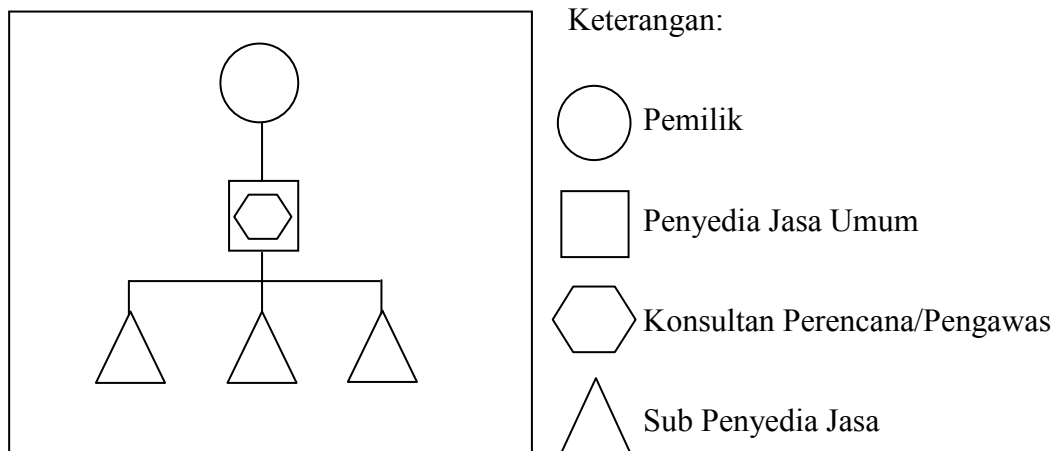 Keterangan:
Pemilik
Penyedia Jasa Umum
Konsultan Perencana/Pengawas
Sub Penyedia Jasa